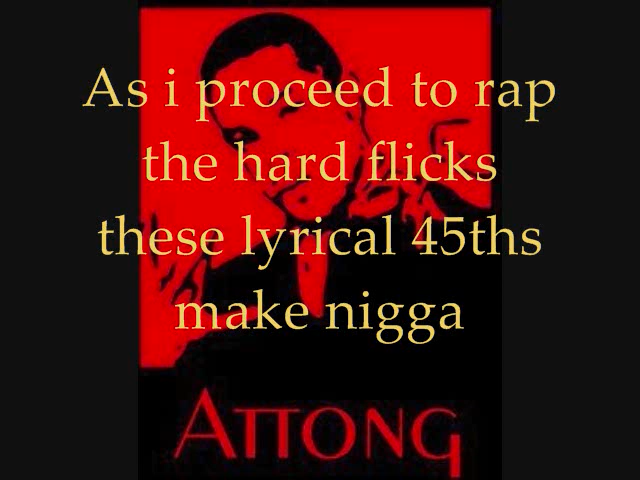 As i proceed to rap
the hard flicks
these lyrical 45ths
make nigga
ATTONG